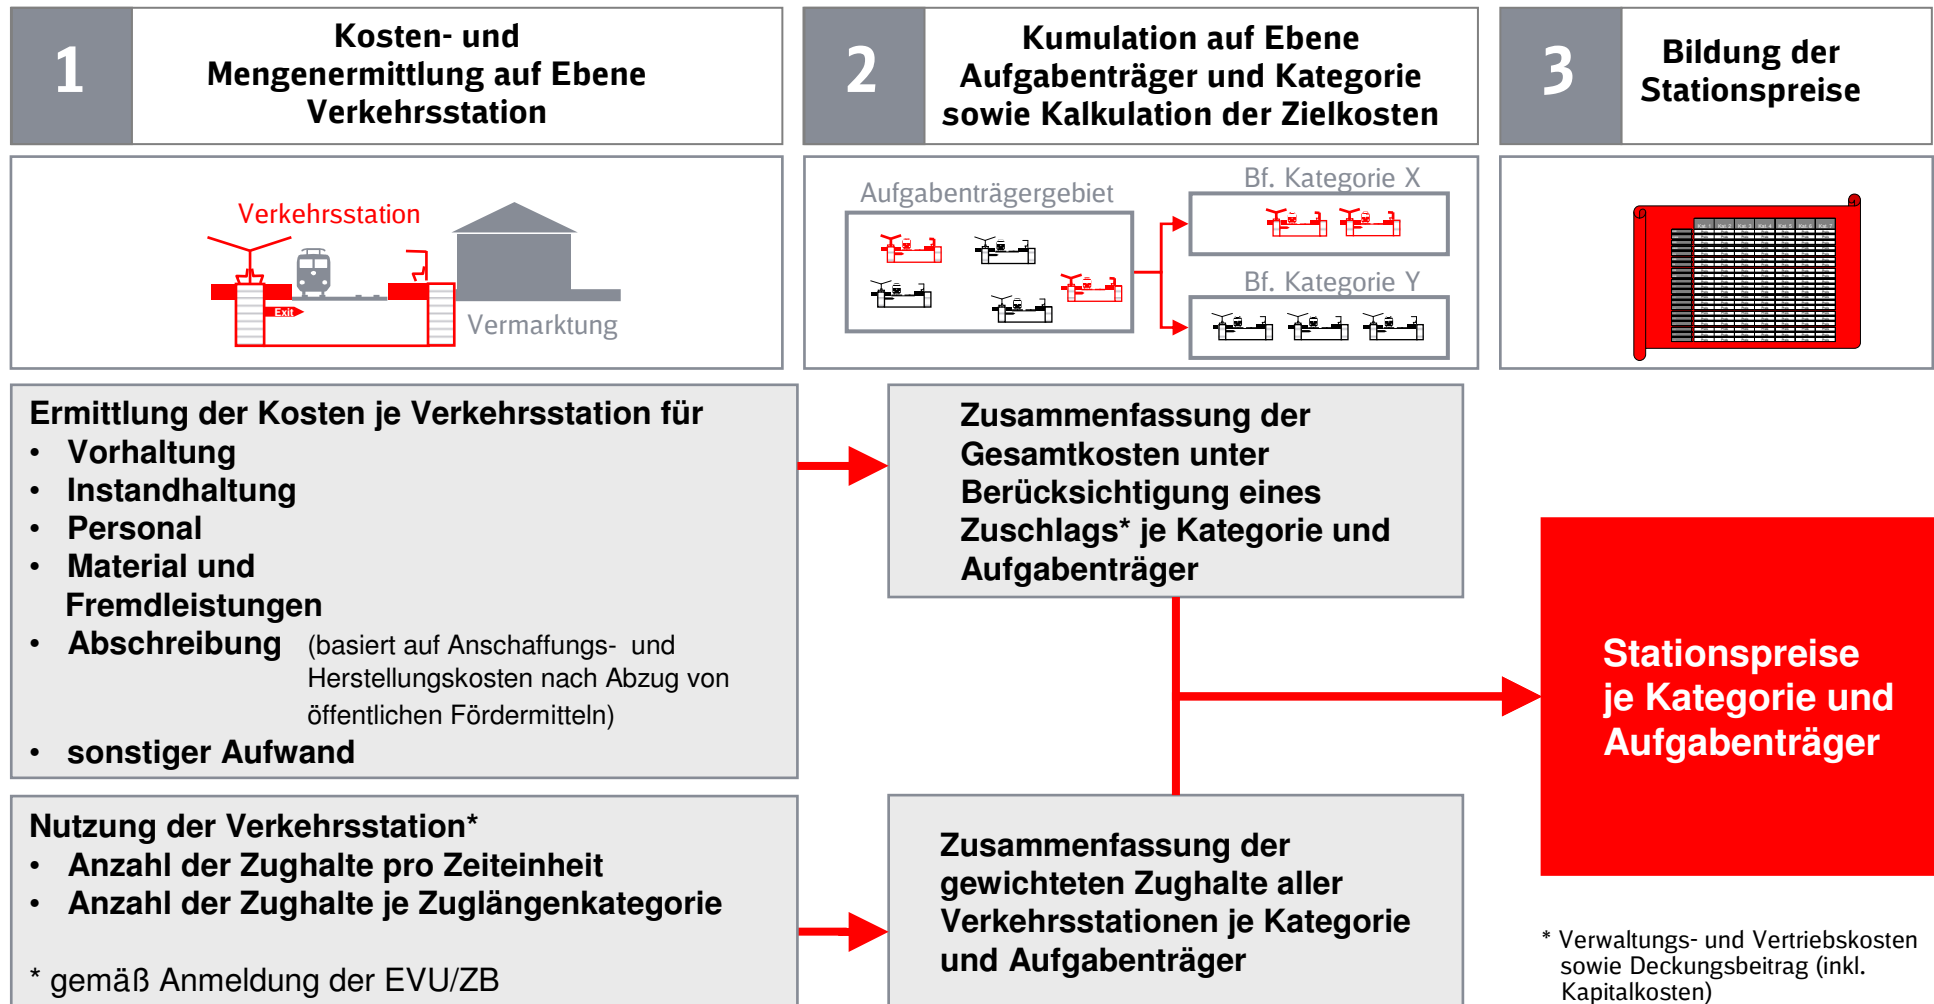 1
Kosten- und
Mengenermittlung auf Ebene
Verkehrsstation
2
Kumulation auf Ebene
Aufgabenträger und Kategorie
sowie Kalkulation der Zielkosten
3
Bildung der
Stationspreise
Verkehrsstation
Exit
Vermarktung
Aufgabenträgergebiet
Bf. Kategorie X
Bf. Kategorie Y
Ermittlung der Kosten je Verkehrsstation für
• Vorhaltung
• Instandhaltung
• Personal
• Material und
Fremdleistungen
• Abschreibung (basiert auf Anschaffungs- und
Herstellungskosten nach Abzug von
öffentlichen Fördermitteln)
• sonstiger Aufwand
Zusammenfassung der
Gesamtkosten unter
Berücksichtigung eines
Zuschlags* je Kategorie und
Aufgabenträger
Nutzung der Verkehrsstation*
• Anzahl der Zughalte pro Zeiteinheit
• Anzahl der Zughalte je Zuglängenkategorie
* gemäß Anmeldung der EVU/ZB
Zusammenfassung der
gewichteten Zughalte aller
Verkehrsstationen je Kategorie
und Aufgabenträger
Stationspreise
je Kategorie und
Aufgabenträger
* Verwaltungs- und Vertriebskosten
sowie Deckungsbeitrag (inkl.
Kapitalkosten)